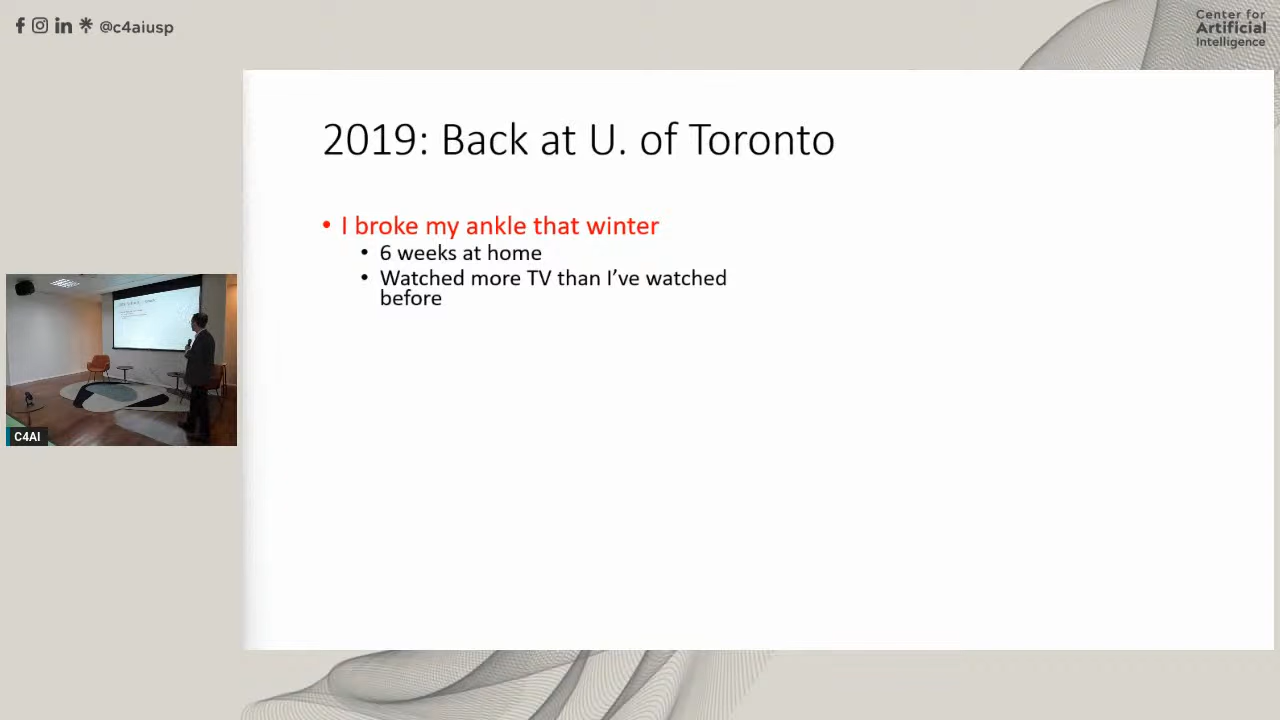 @c4aiusp
Center for
Artificial
Intelligence
2019: Back at U. of Toronto
• I broke my ankle that winter
• 6 weeks at home
• Watched more TV than I've watched
before
C4AI